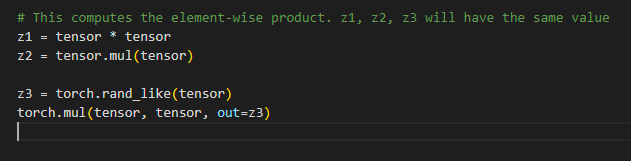 # This computes the element-wise product. z1, z2, z3 will have the same value
z1 = tensor * tensor
z2 = tensor.mul(tensor)
z3 = torch.rand_like(tensor)
torch.mul(tensor, tensor, out=z3)